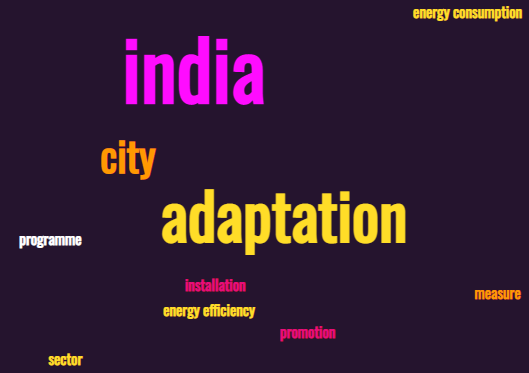 energy consumption
india
city
adaptation
programme
installation
measure
energy efficiency
promotion
sector